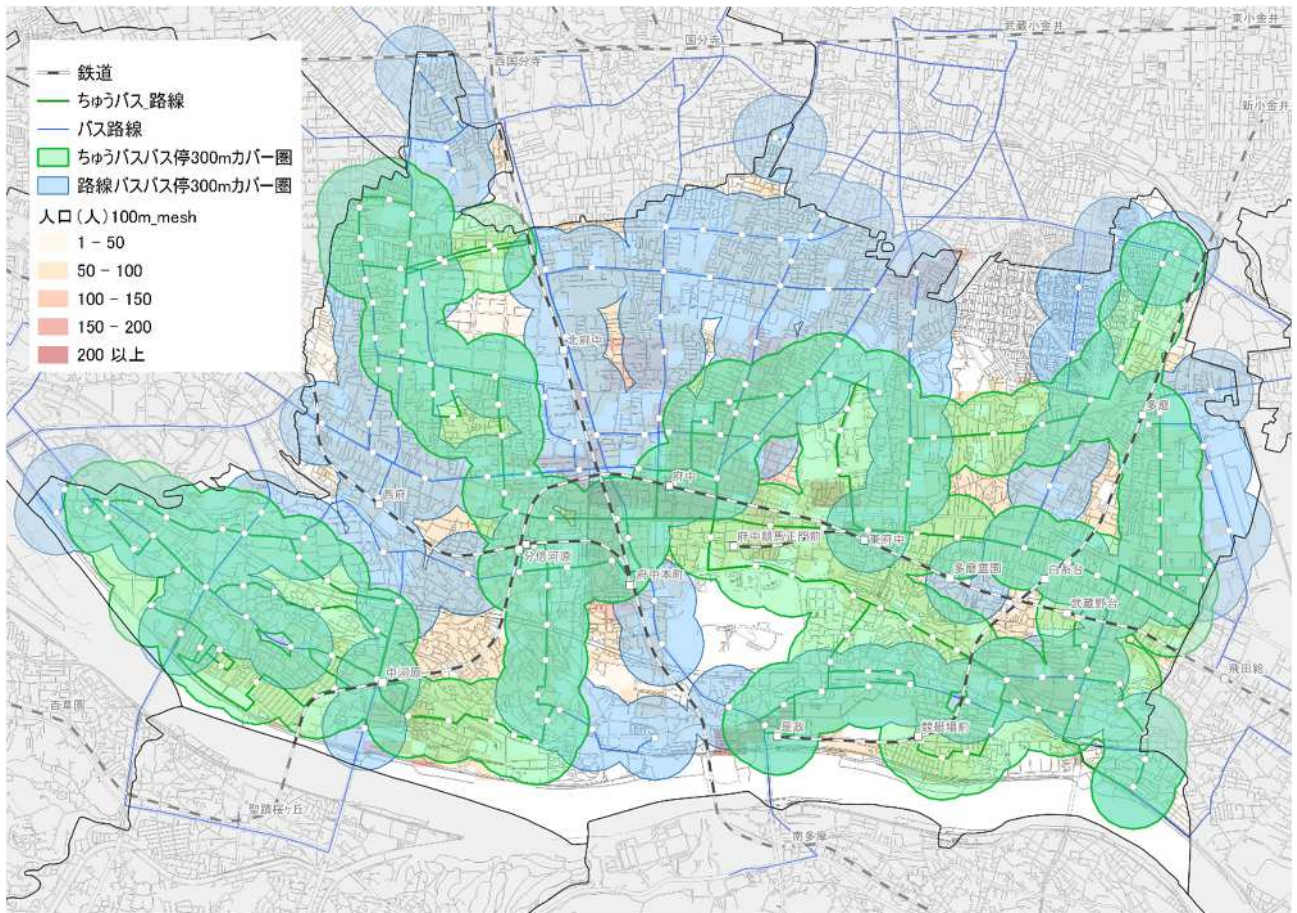 武蔵小金井
東小金井
国分寺
西国分寺
新小金井
鉄道
ちゅうバス_路線
バス路線
ちゅうバスバス停300mカバー圏
路線バスバス停300mカバー圏
人口(人)100m_mesh
1 - 50
50 - 100
100 - 150
150 - 200
200 以上
北府中
多磨
府中
西府
府中競馬正門前
東府中
分倍河原
多磨霊園
白糸台
府中本町
武蔵野台
飛田給
中河原
百草園
是政
競艇場前
聖蹟桜ヶ丘
南多摩